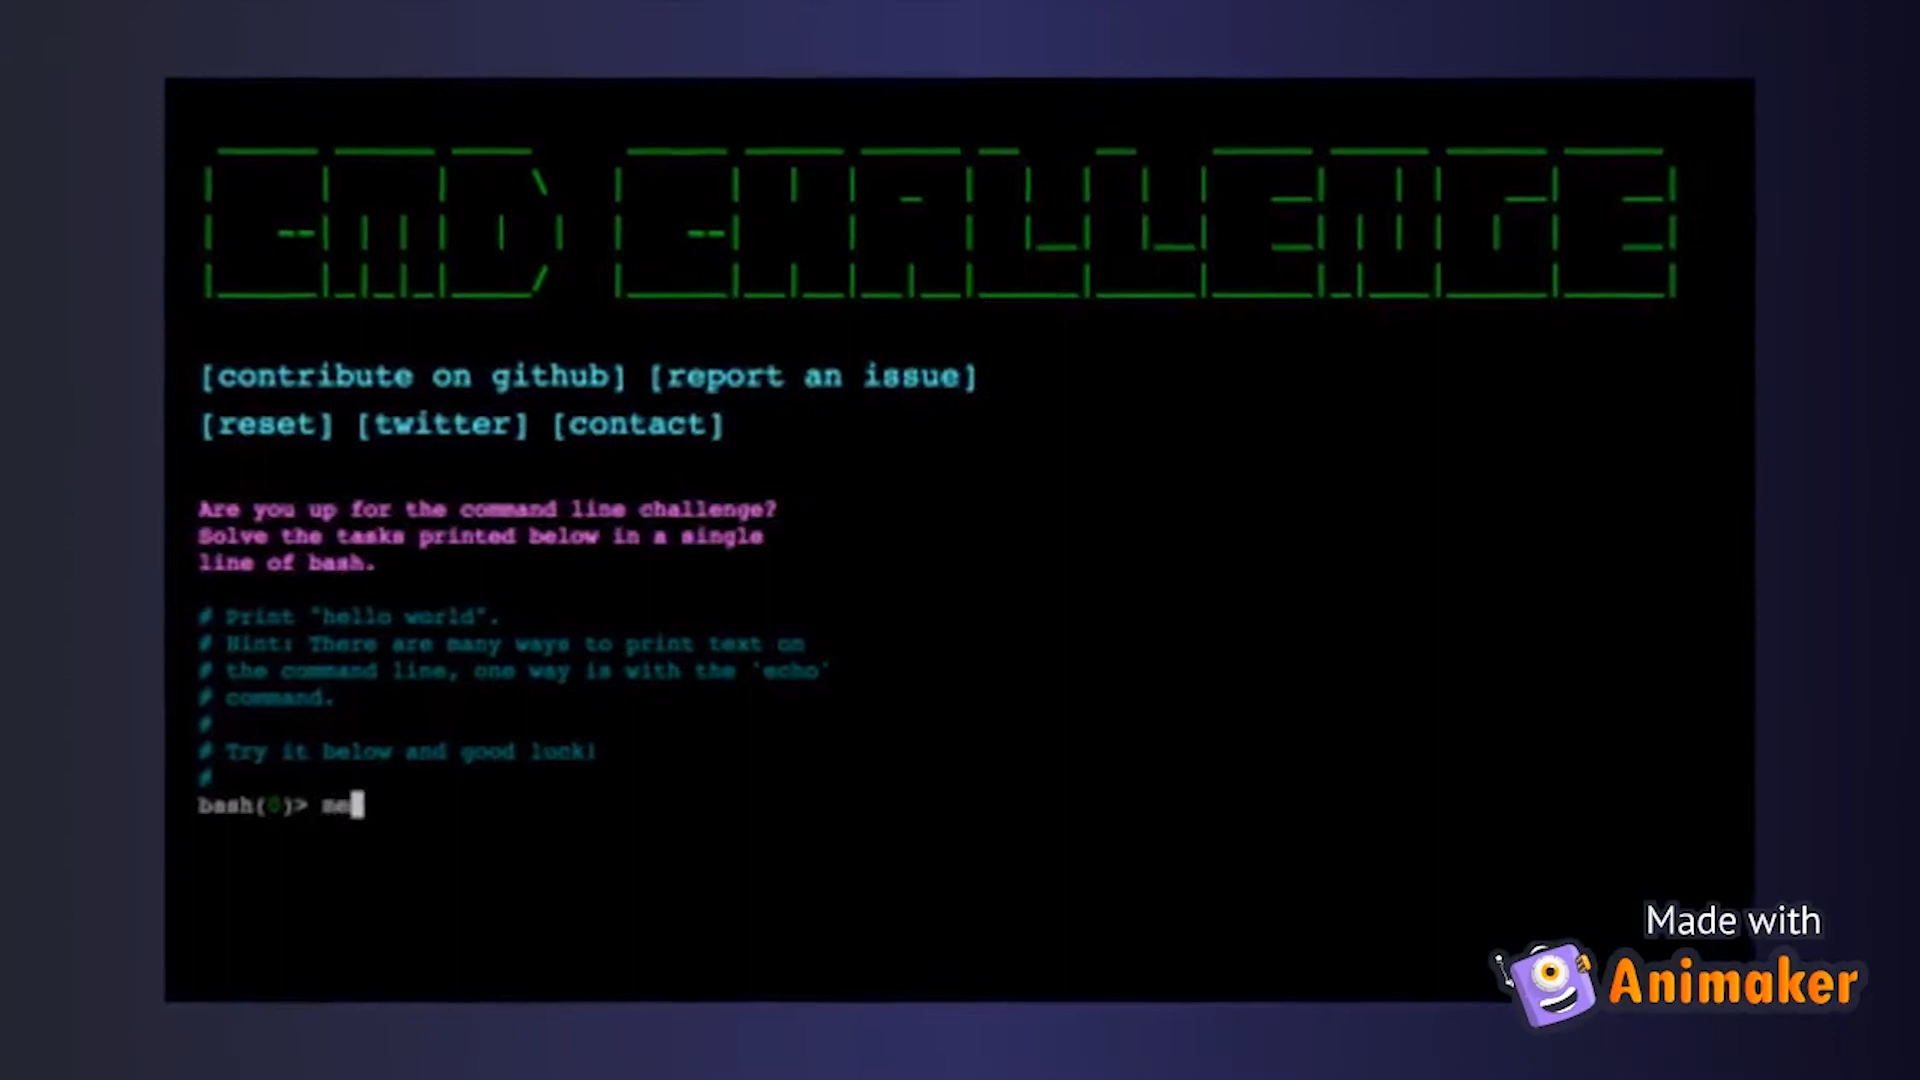 CMD CHALLENGE
[contribute on github] [report an issue]
[reset] [twitter] [contact]
Are you up for the command line challenge?
Solve the tasks printed below in a single
line of bash.
# Print "hello world".
# Hint: There are many ways to print text on
# the command line, one way is with the 'echo'
# command.
#
# Try it below and good luck!
#
bash(0)>
Made with
Animaker